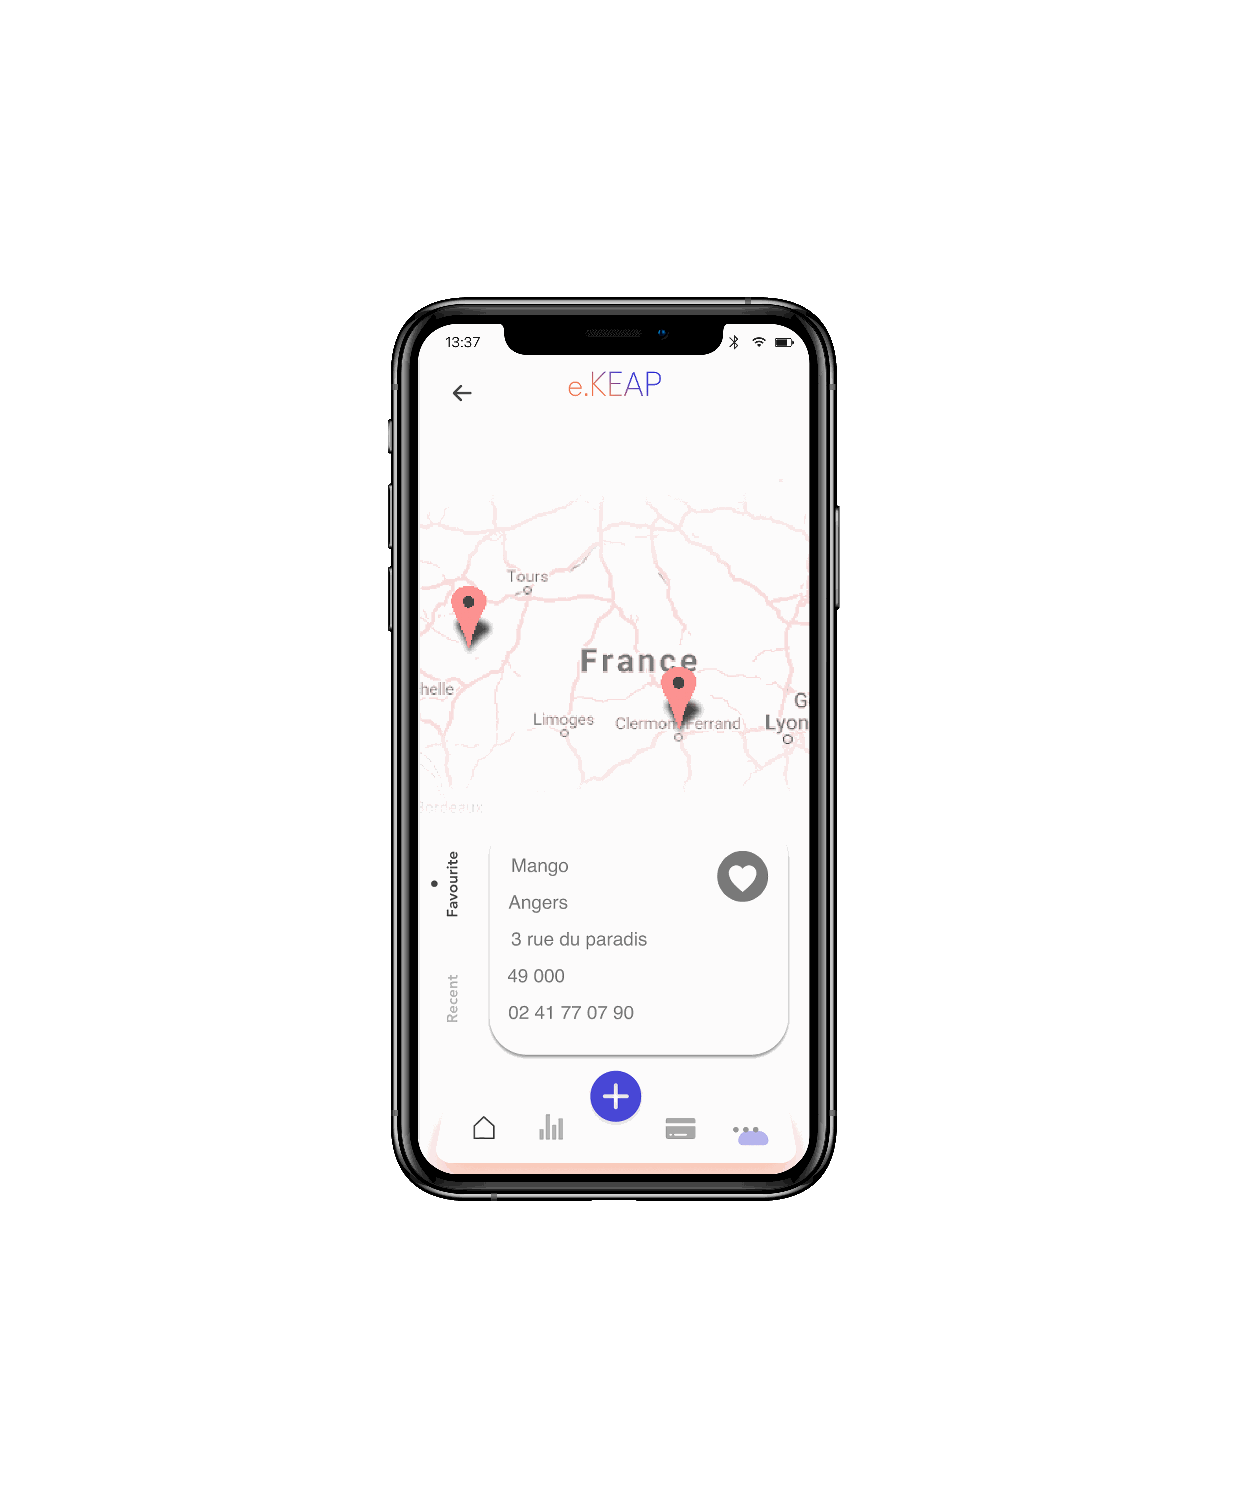 13:37
e.KEAP
Tours
France
helle
Limoges
Clermon Ferrand
G
Lyon
Bordeaux
Favourite
Recent
Mango
Angers
3 rue du paradis
49 000
02 41 77 07 90